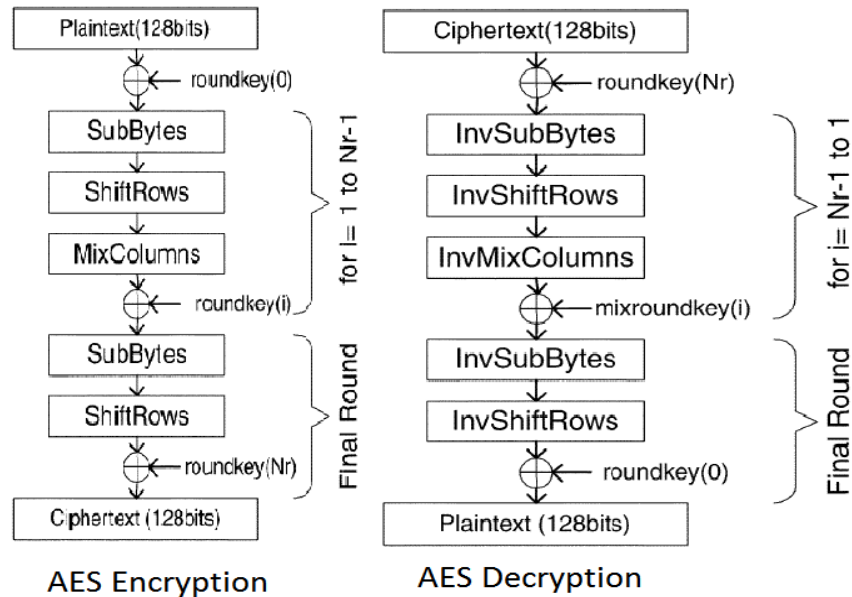 Plaintext(128bits)
roundkey(0)
SubBytes
ShiftRows
MixColumns
roundkey(i)
for i= 1 to Nr-1
SubBytes
ShiftRows
roundkey(Nr)
Final Round
Ciphertext (128bits)
AES Encryption
Ciphertext(128bits)
roundkey(Nr)
InvSubBytes
InvShiftRows
InvMixColumns
mixroundkey(i)
for i= Nr-1 to 1
InvSubBytes
InvShiftRows
roundkey(0)
Final Round
Plaintext (128bits)
AES Decryption